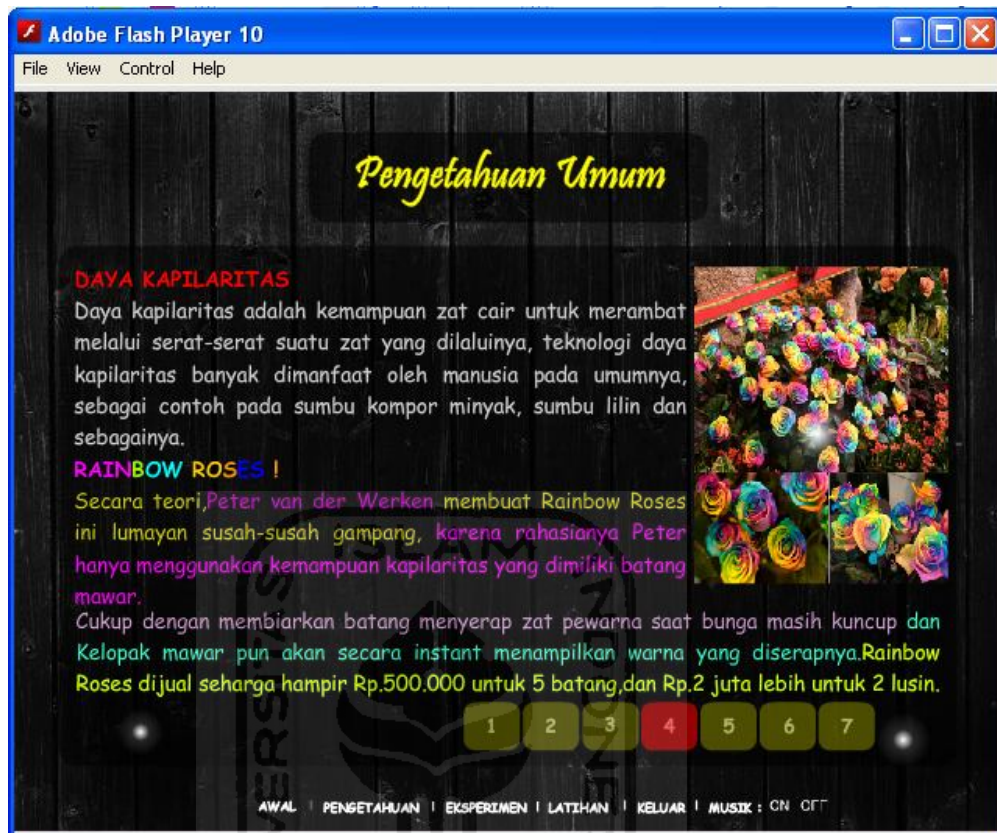 Adobe Flash Player 10
File View Control Help
Pengetahuan Umum
DAYA KAPILARITAS
Daya kapilaritas adalah kemampuan zat cair untuk merambat
melalui serat-serat suatu zat yang dilaluinya, teknologi daya
kapilaritas banyak dimanfaat oleh manusia pada umumnya,
sebagai contoh pada sumbu kompor minyak, sumbu lilin dan
sebagainya.
RAINBOW ROSES !
Secara teori,Peter van der Werken membuat Rainbow Roses
ini lumayan susah-susah gampang, karena rahasianya Peter
hanya menggunakan kemampuan kapilaritas yang dimiliki batang
mawar.
Cukup dengan membiarkan batang menyerap zat pewarna saat bunga masih kuncup dan
Kelopak mawar pun akan secara instant menampilkan warna yang diserapnya.Rainbow
Roses dijual seharga hampir Rp.500.000 untuk 5 batang,dan Rp.2 juta lebih untuk 2 lusin.
1 2 3 4 5 6 7
AWAL | PENGETAHUAN | EKSPERIMEN | LATIHAN | KELUAR | MUSIK : ON OFF
ISLAM